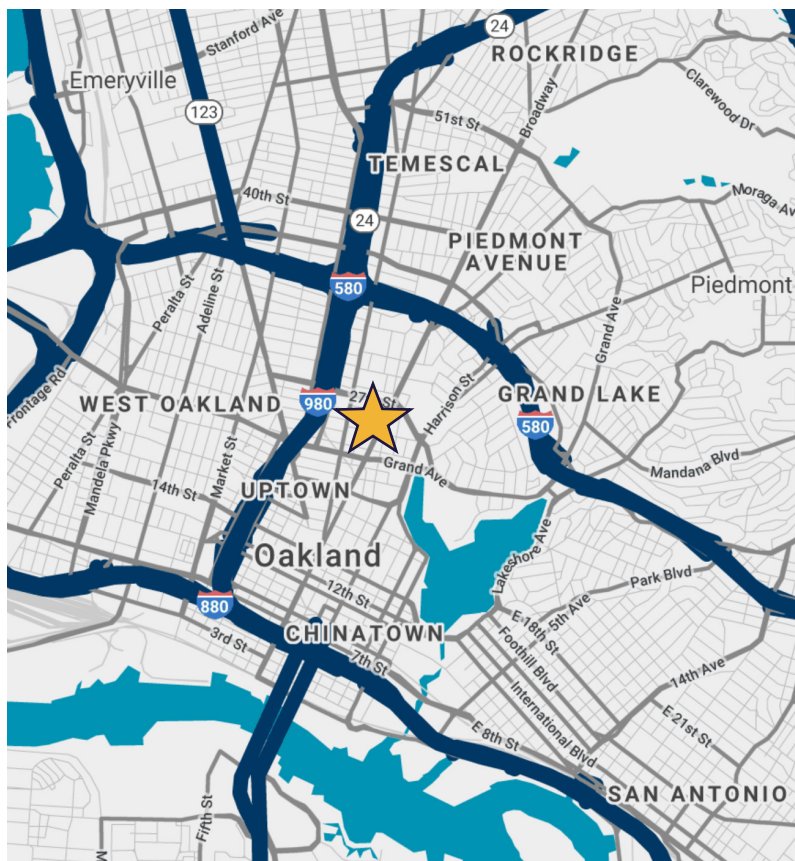 Stanford Ave
24
ROCKRIDGE
Emeryville
Clarewood Dr
123
Broadway
51st St
TEMESCAL
40th St
Moraga Av
24
PIEDMONT
AVENUE
Piedmont
580
Peralta St
Adeline St
Grand Ave
Frontage Rd
WEST OAKLAND
980
27th St
Harrison St
GRAND LAKE
580
Peralta St
Mandela Pkwy
Market St
Grand Ave
Mandana Blvd
14th St
UPTOWN
Oakland
Lakeshore Ave
Park Blvd
12th St
880
5th Ave
E 18th St
3rd St
CHINATOWN
7th St
Foothill Blvd
14th Ave
International Blvd
E 21st St
E 8th St
SAN ANTONIO
Fifth St
M